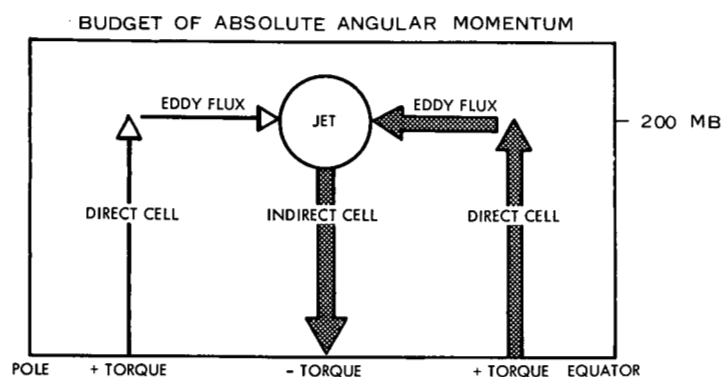 BUDGET OF ABSOLUTE ANGULAR MOMENTUM
EDDY FLUX
JET
EDDY FLUX
200 MB
DIRECT CELL
INDIRECT CELL
DIRECT CELL
POLE
+ TORQUE
- TORQUE
+ TORQUE
EQUATOR